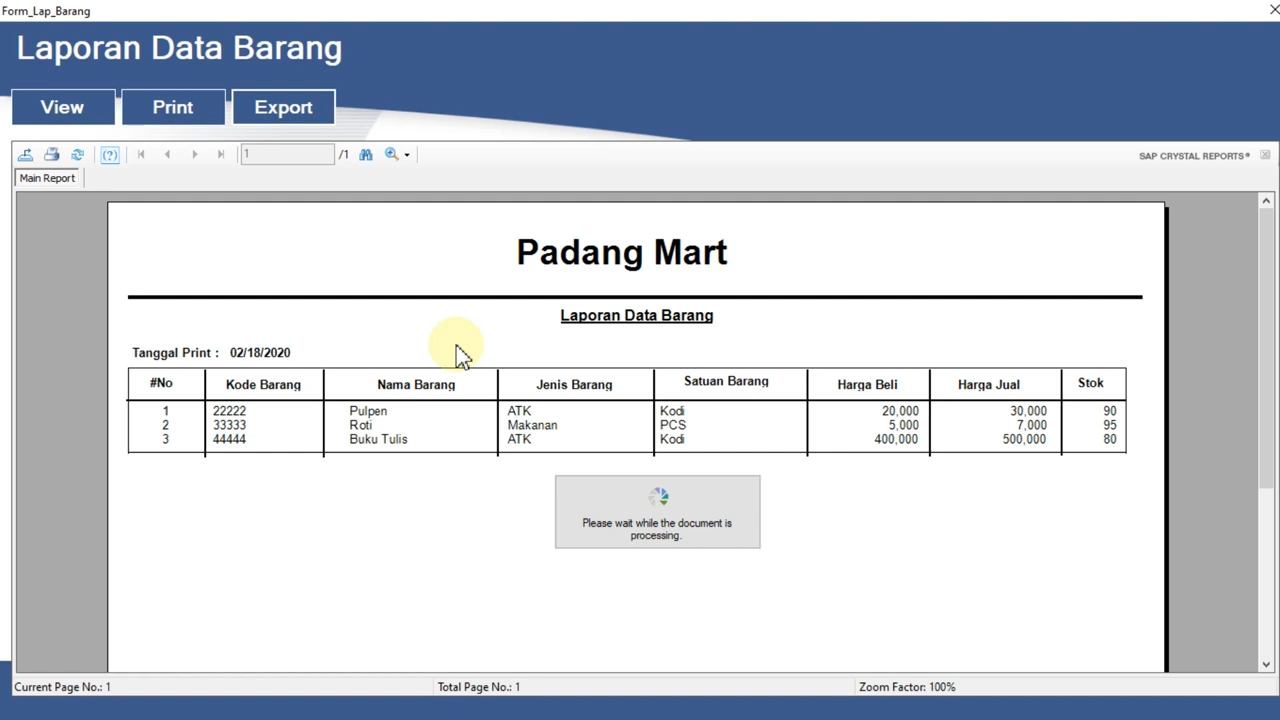 Form_Lap_Barang
Laporan Data Barang
View Print Export
1 /1 SAP CRYSTAL REPORTS®
Main Report
Padang Mart
Laporan Data Barang
Tanggal Print : 02/18/2020
#No Kode Barang Nama Barang Jenis Barang Satuan Barang Harga Beli Harga Jual Stok
1 22222 Pulpen ATK Kodi 20,000 30,000 90
2 33333 Roti Makanan PCS 5,000 7,000 95
3 44444 Buku Tulis ATK Kodi 400,000 500,000 80
Please wait while the document is
processing.
Current Page No.: 1 Total Page No.: 1 Zoom Factor: 100%